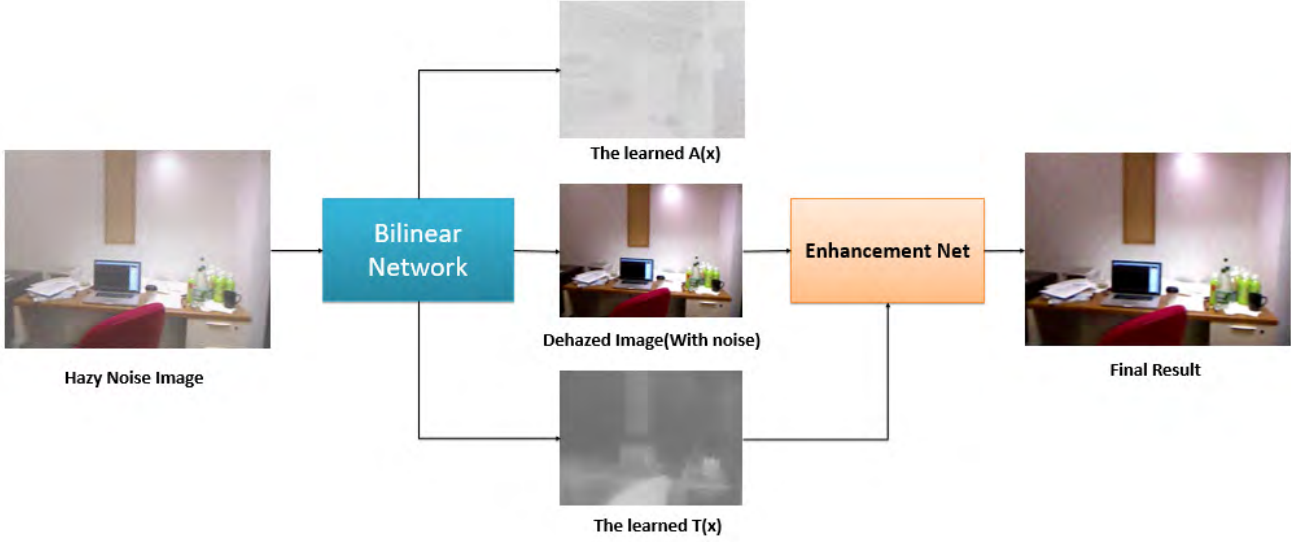 The learned A(x)
Bilinear
Network
Enhancement Net
Dehazed Image(With noise)
Hazy Noise Image
Final Result
The learned T(x)